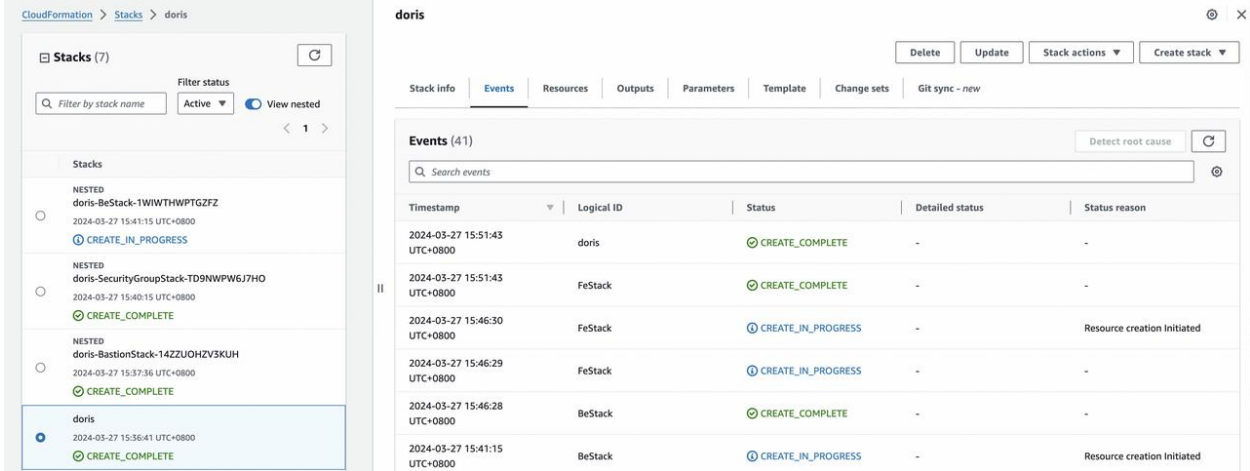 CloudFormation > Stacks > doris
Stacks (7)
Filter status
Filter by stack name
Active
View nested
1
Stacks
NESTED
doris-BeStack-1WIWTHWPTGZFZ
2024-03-27 15:41:15 UTC+0800
CREATE_IN_PROGRESS
NESTED
doris-SecurityGroupStack-TD9NWPW6J7HO
2024-03-27 15:40:15 UTC+0800
CREATE_COMPLETE
NESTED
doris-BastionStack-14ZZUOHZV3KUH
2024-03-27 15:37:36 UTC+0800
CREATE_COMPLETE
doris
2024-03-27 15:36:41 UTC+0800
CREATE_COMPLETE
doris
Delete Update Stack actions Create stack
Stack info Events Resources Outputs Parameters Template Change sets Git sync - new
Events (41)
Detect root cause
Search events
Timestamp Logical ID Status Detailed status Status reason
2024-03-27 15:51:43
UTC+0800
doris CREATE_COMPLETE - -
2024-03-27 15:51:43
UTC+0800
FeStack CREATE_COMPLETE - -
2024-03-27 15:46:30
UTC+0800
FeStack CREATE_IN_PROGRESS - Resource creation Initiated
2024-03-27 15:46:29
UTC+0800
FeStack CREATE_IN_PROGRESS - -
2024-03-27 15:46:28
UTC+0800
BeStack CREATE_COMPLETE - -
2024-03-27 15:41:15
UTC+0800
BeStack CREATE_IN_PROGRESS - Resource creation Initiated